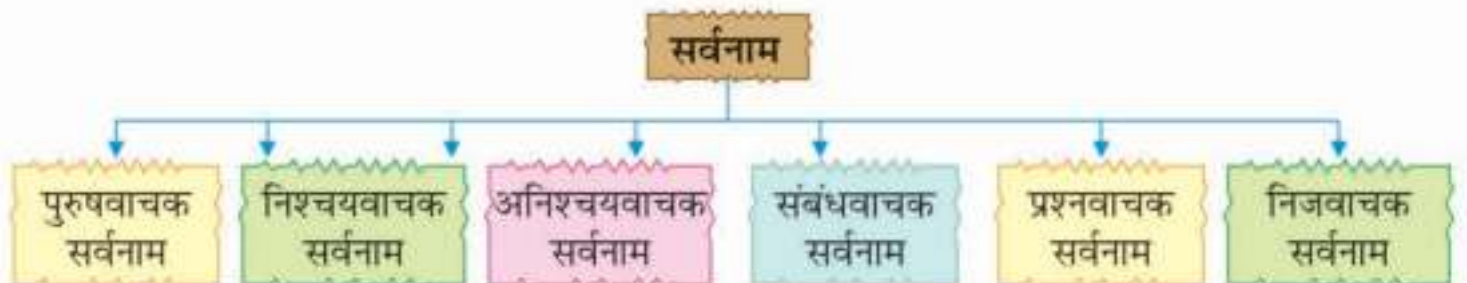 सर्वनाम
पुरुषवाचक
सर्वनाम
निश्चयवाचक
सर्वनाम
अनिश्चयवाचक
सर्वनाम
संबंधवाचक
सर्वनाम
प्रश्नवाचक
सर्वनाम
निजवाचक
सर्वनाम